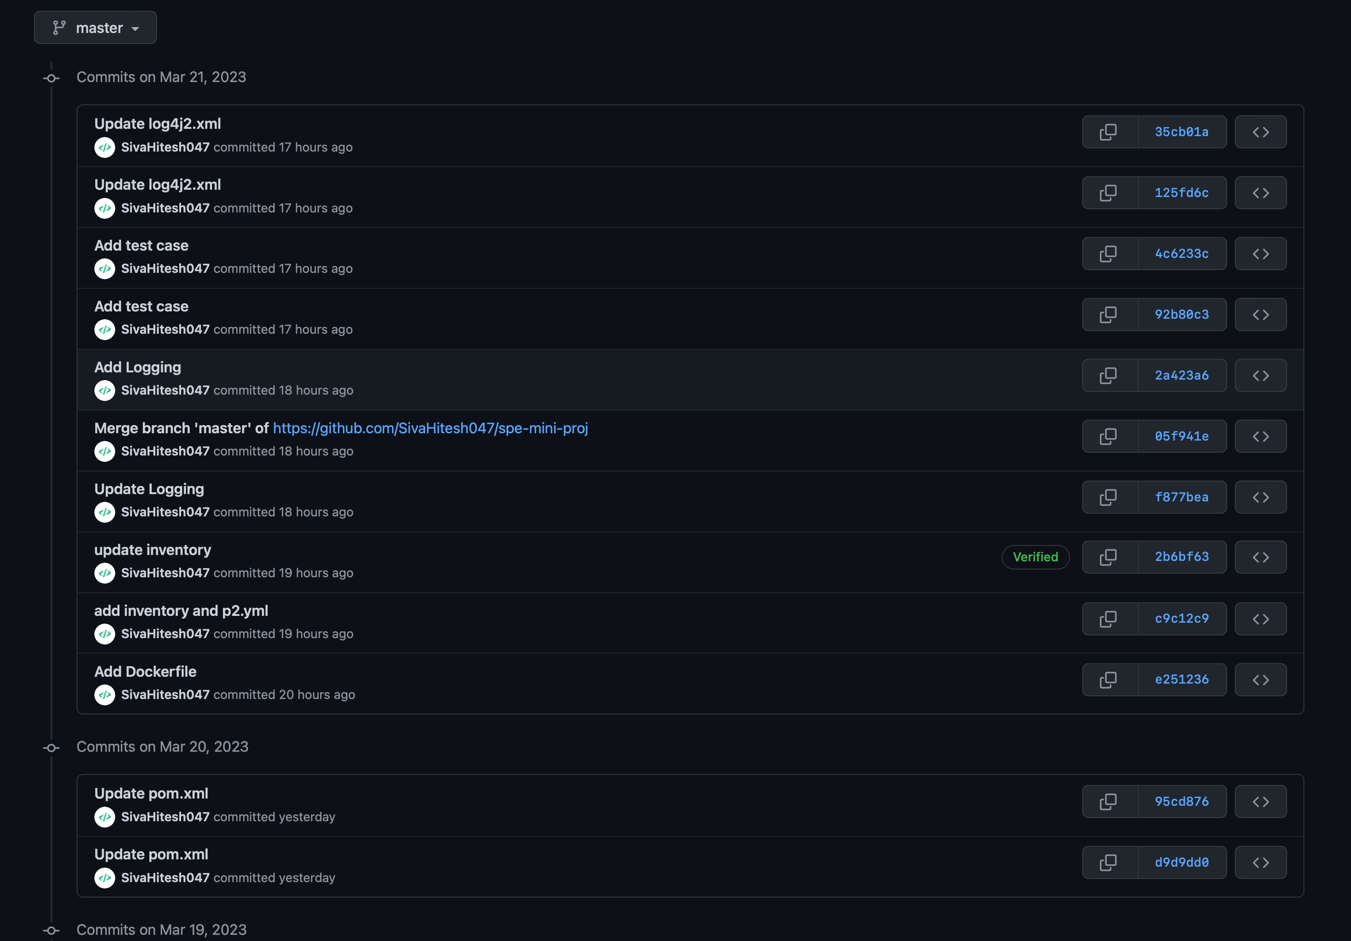 master
Commits on Mar 21, 2023
Update log4j2.xml
SivaHitesh047 committed 17 hours ago
35cb01a
Update log4j2.xml
SivaHitesh047 committed 17 hours ago
125fd6c
Add test case
SivaHitesh047 committed 17 hours ago
4c6233c
Add test case
SivaHitesh047 committed 17 hours ago
92b80c3
Add Logging
SivaHitesh047 committed 18 hours ago
2a423a6
Merge branch 'master' of https://github.com/SivaHitesh047/spe-mini-proj
SivaHitesh047 committed 18 hours ago
05f941e
Update Logging
SivaHitesh047 committed 18 hours ago
f877bea
update inventory
SivaHitesh047 committed 19 hours ago
Verified
2b6bf63
add inventory and p2.yml
SivaHitesh047 committed 19 hours ago
c9c12c9
Add Dockerfile
SivaHitesh047 committed 20 hours ago
e251236
Commits on Mar 20, 2023
Update pom.xml
SivaHitesh047 committed yesterday
95cd876
Update pom.xml
SivaHitesh047 committed yesterday
d9d9dd0
Commits on Mar 19, 2023